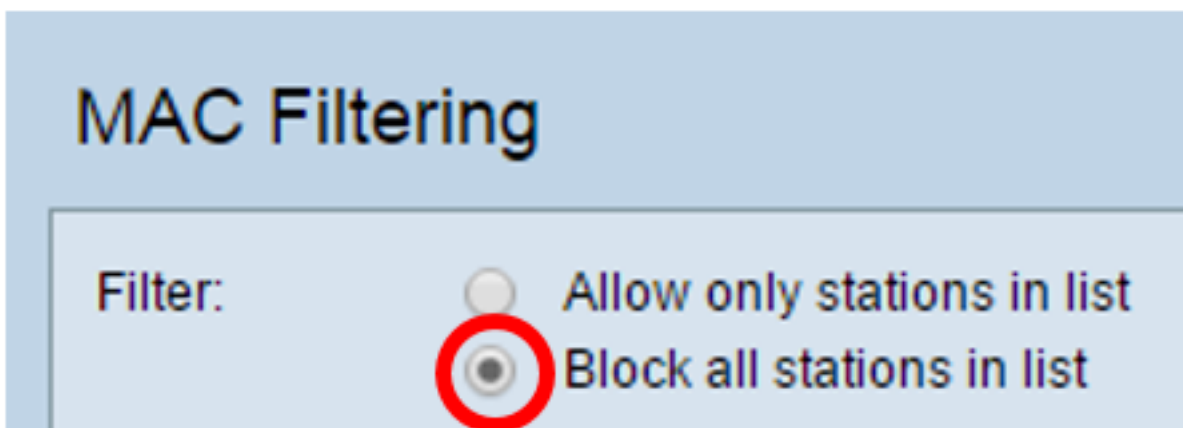 MAC Filtering
Filter:
Allow only stations in list
Block all stations in list